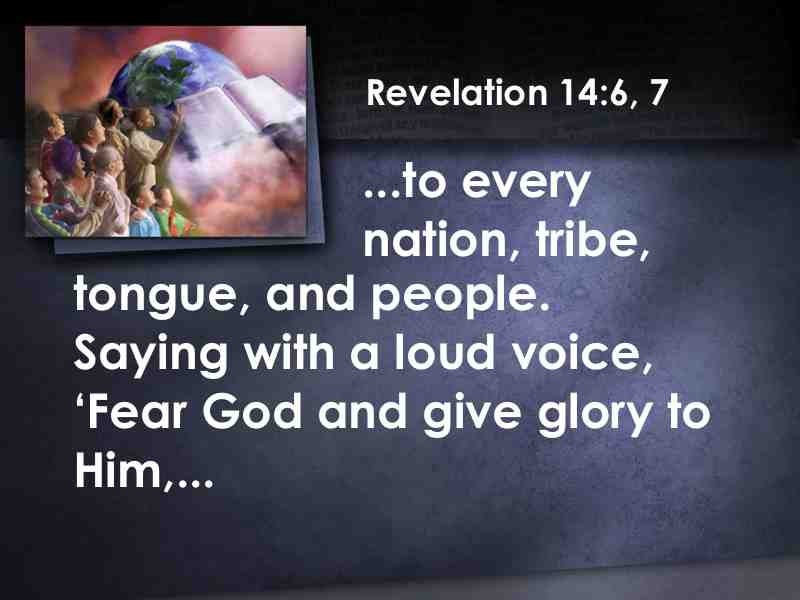 Revelation 14:6, 7
...to every
nation, tribe,
tongue, and people.
Saying with a loud voice,
‘Fear God and give glory to
Him,...